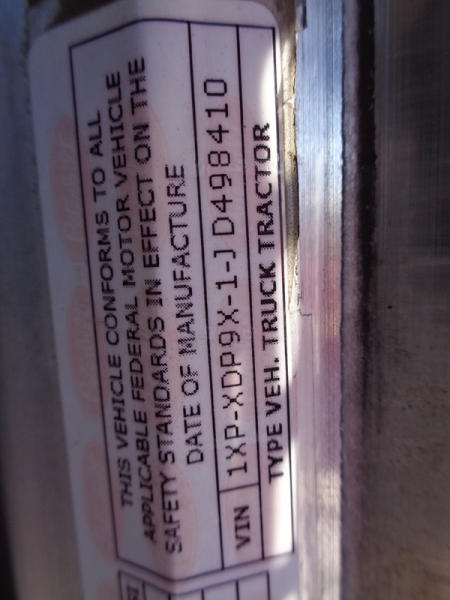 THIS VEHICLE CONFORMS TO ALL
APPLICABLE FEDERAL MOTOR VEHICLE
SAFETY STANDARDS IN EFFECT ON THE
DATE OF MANUFACTURE
VIN 1XP-XDP9X-1-JD498410
TYPE VEH. TRUCK TRACTOR